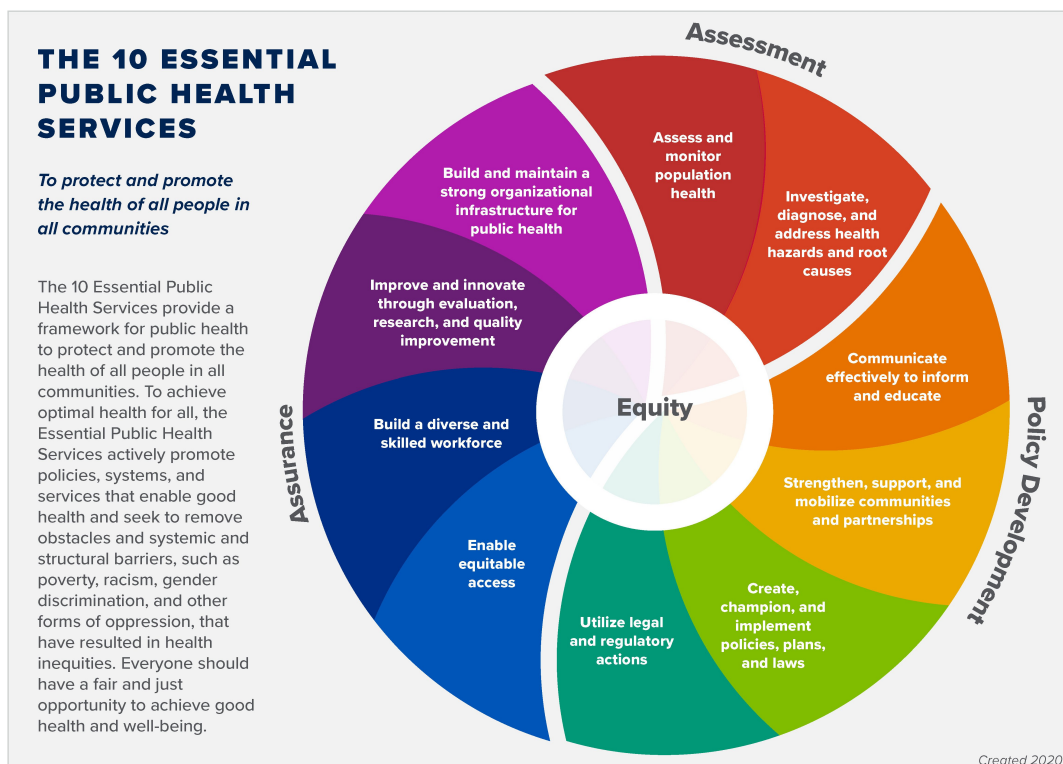 THE 10 ESSENTIAL
PUBLIC HEALTH
SERVICES
To protect and promote
the health of all people in
all communities
The 10 Essential Public
Health Services provide a
framework for public health
to protect and promote the
health of all people in all
communities. To achieve
optimal health for all, the
Essential Public Health
Services actively promote
policies, systems, and
services that enable good
health and seek to remove
obstacles and systemic and
structural barriers, such as
poverty, racism, gender
discrimination, and other
forms of oppression, that
have resulted in health
inequities. Everyone should
have a fair and just
opportunity to achieve good
health and well-being.
Assessment
Assess and
monitor
population
health
Investigate,
diagnose, and
address health
hazards and root
causes
Policy Development
Communicate
effectively to inform
and educate
Strengthen, support, and
mobilize communities
and partnerships
Create,
champion, and
implement
policies, plans,
and laws
Utilize legal
and regulatory
actions
Assurance
Enable
equitable
access
Build a diverse and
skilled workforce
Improve and innovate
through evaluation,
research, and quality
improvement
Build and maintain a
strong organizational
infrastructure for
public health
Equity
Created 2020